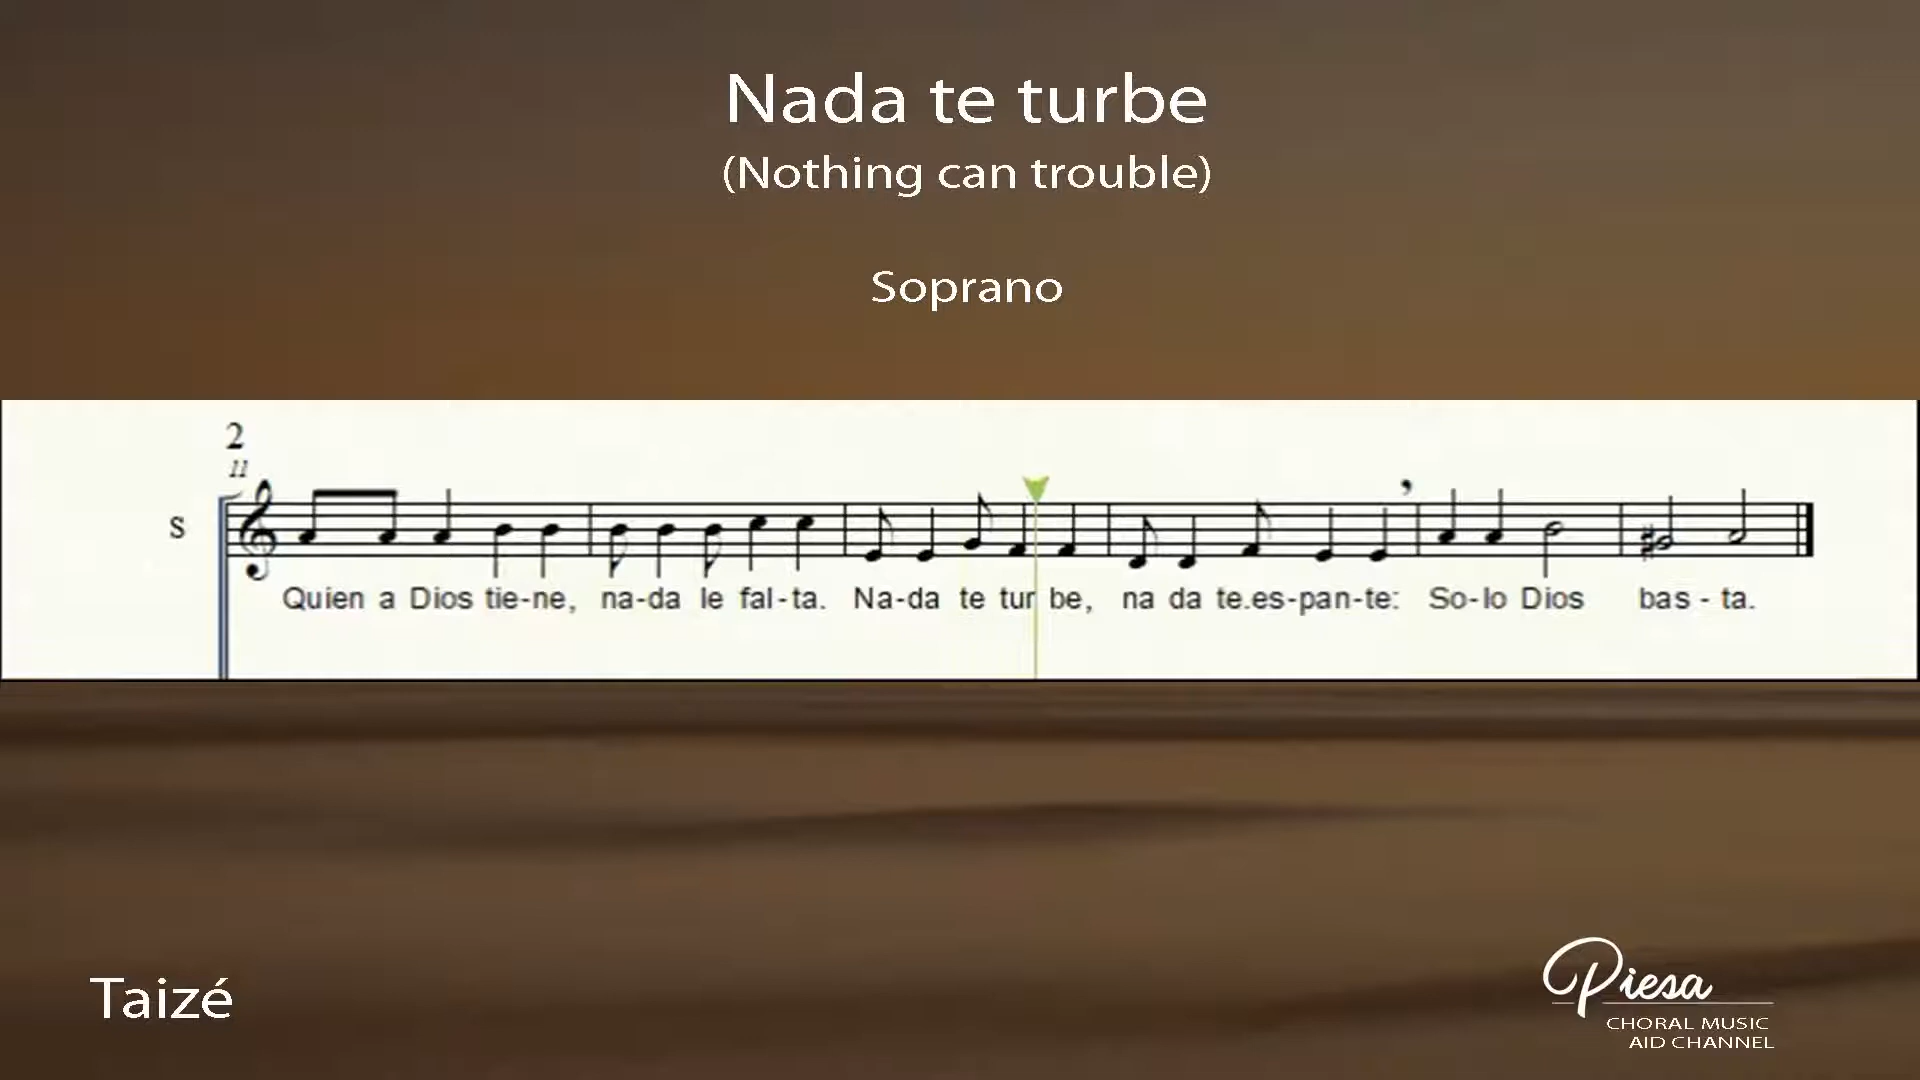 Nada te turbe
(Nothing can trouble)
Soprano
2
11
S
Quien a Dios tie-ne, na-da le fal-ta. Na-da te tur be, na da te.es-pan-te: So-lo Dios bas - ta.
Taizé
Piesa
CHORAL MUSIC
AID CHANNEL